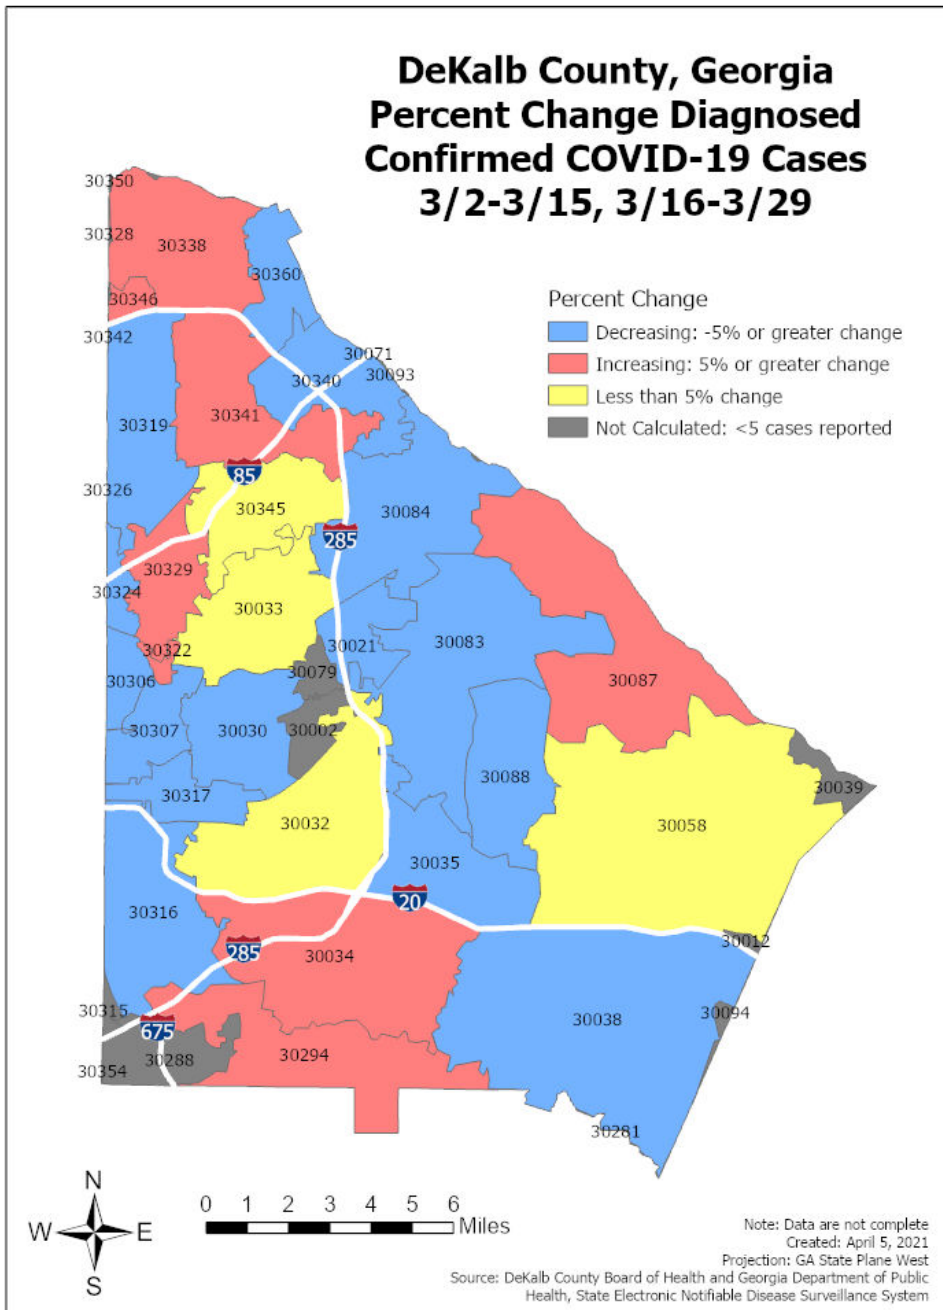 DeKalb County, Georgia
Percent Change Diagnosed
Confirmed COVID-19 Cases
3/2-3/15, 3/16-3/29
30350
30328
30338
30360
30346
30342
Percent Change
Decreasing: -5% or greater change
Increasing: 5% or greater change
Less than 5% change
Not Calculated: <5 cases reported
30071
30340
30093
30341
30319
85
30326
30345
30084
285
30329
30324
30033
30322
30021
30083
30079
30087
30306
30307
30030
30002
30088
30039
30317
30032
30058
30035
20
30316
30012
285
30034
30315
30094
675
30038
30288
30294
30354
30281
N
W
E
S
0 1 2 3 4 5 6
Miles
Note: Data are not complete
Created: April 5, 2021
Projection: GA State Plane West
Source: DeKalb County Board of Health and Georgia Department of Public
Health, State Electronic Notifiable Disease Surveillance System